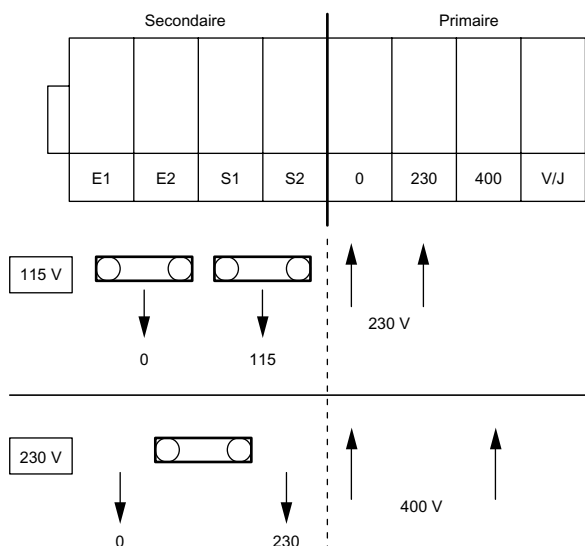 Secondaire Primaire
E1 E2 S1 S2 0 230 400 V/J
115 V
230 V
0 115
230 V
400 V
0 230